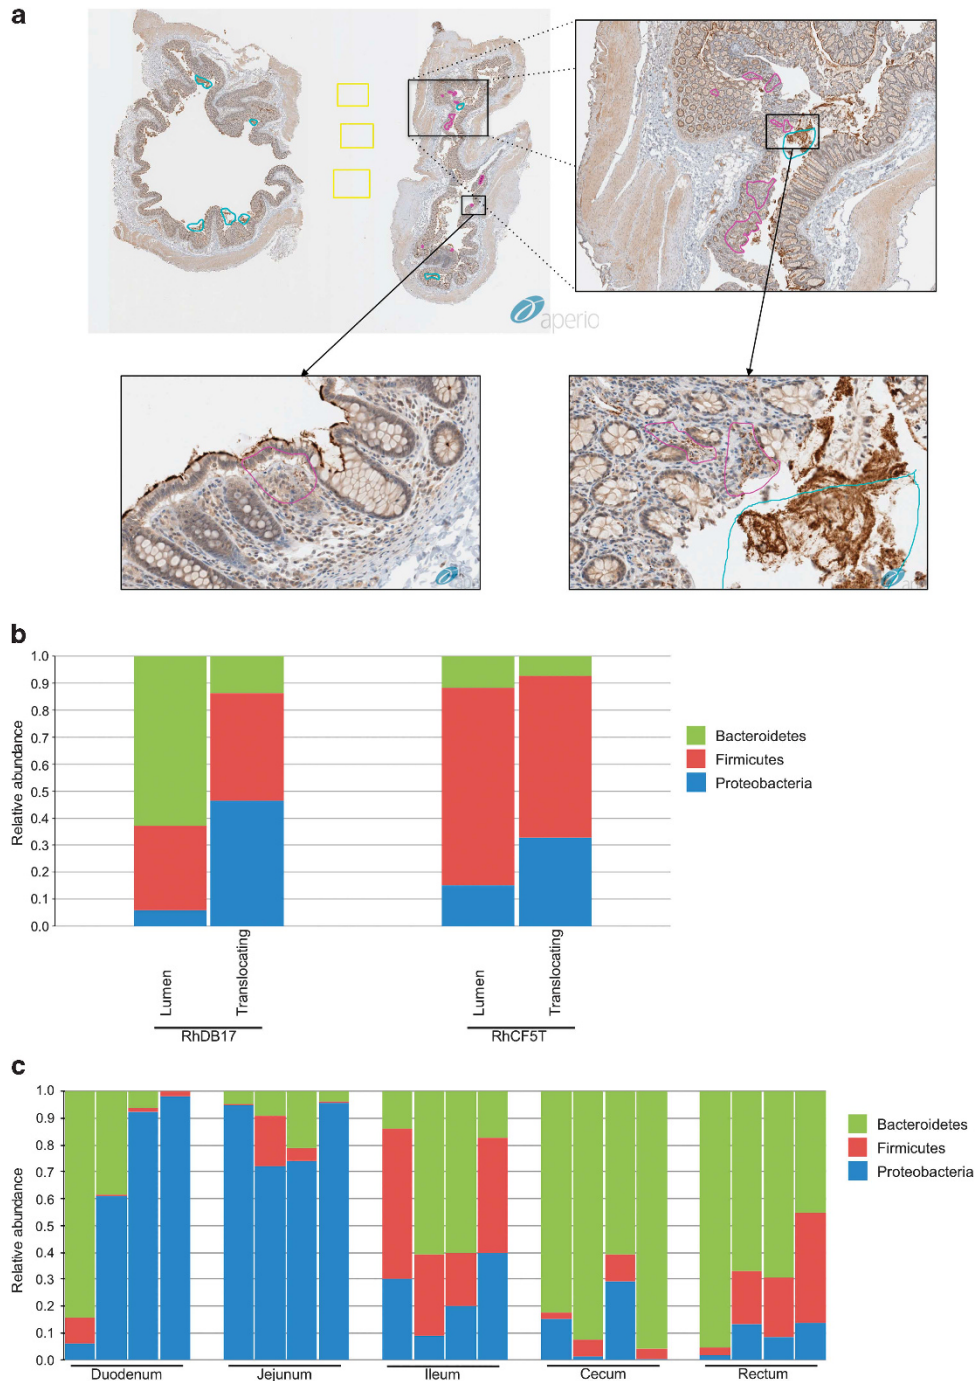 a
aperio
b
Relative abundance
1.0
0.9
0.8
0.7
0.6
0.5
0.4
0.3
0.2
0.1
0.0
Bacteroidetes
Firmicutes
Proteobacteria
Lumen
Translocating
Lumen
Translocating
RhDB17
RhCF5T
c
Relative abundance
1.0
0.9
0.8
0.7
0.6
0.5
0.4
0.3
0.2
0.1
0.0
Bacteroidetes
Firmicutes
Proteobacteria
Duodenum
Jejunum
Ileum
Cecum
Rectum